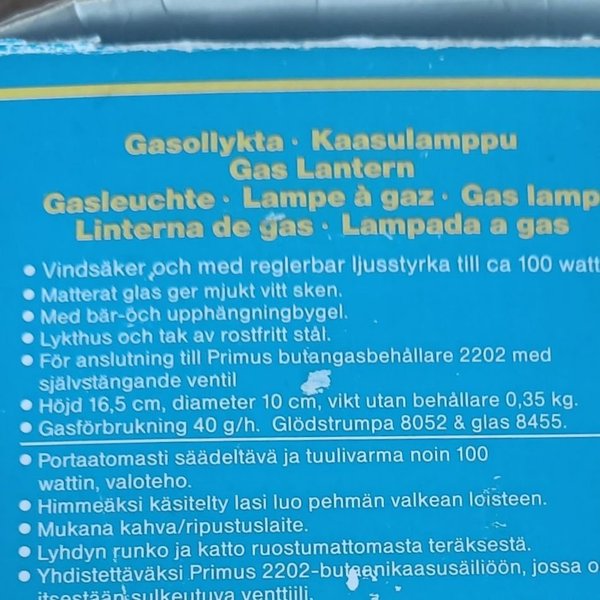 Gasollykta · Kaasulamppu
Gas Lantern
Gasleuchte · Lampe à gaz · Gas lamp
Linterna de gas · Lampada a gas
• Vindsäker och med reglerbar ljusstyrka till ca 100 watt
• Matterat glas ger mjukt vitt sken.
• Med bär-och upphängningbygel.
• Lykthus och tak av rostfritt stål.
• För anslutning till Primus butangasbehållare 2202 med
självstängande ventil
• Höjd 16,5 cm, diameter 10 cm, vikt utan behållare 0,35 kg.
• Gasförbrukning 40 g/h. Glödstrumpa 8052 & glas 8455.
• Portaatomasti säädeltävä ja tuulivarma noin 100
wattin, valoteho.
• Himmeäksi käsitelty lasi luo pehmän valkean loisteen.
• Mukana kahva/ripustuslaite.
• Lyhdyn runko ja katto ruostumattomasta teräksestä.
• Yhdistettäväksi Primus 2202-butaanikaasusäiliöön, jossa o
itsestään sulkeutuva venttiili.